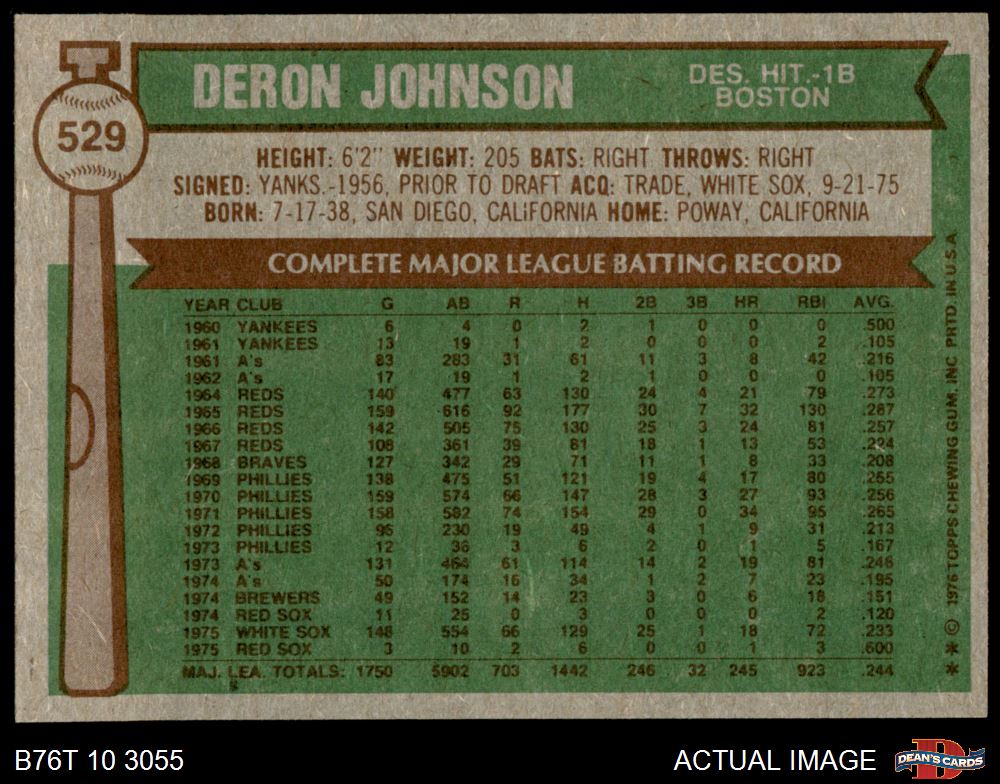 DERON JOHNSON
DES. HIT.-1B
BOSTON
529
HEIGHT: 6'2" WEIGHT: 205 BATS: RIGHT THROWS: RIGHT
SIGNED: YANKS.-1956, PRIOR TO DRAFT ACQ: TRADE, WHITE SOX, 9-21-75
BORN: 7-17-38, SAN DIEGO, CALIFORNIA HOME: POWAY, CALIFORNIA
COMPLETE MAJOR LEAGUE BATTING RECORD
YEAR CLUB G AB R H 2B 3B HR RBI AVG.
1960 YANKEES 6 4 0 2 1 0 0 0 .500
1961 YANKEES 13 19 1 2 0 0 0 2 .105
1961 A's 83 283 31 61 11 3 8 42 .216
1962 A's 17 19 1 2 1 0 0 0 .105
1964 REDS 140 477 63 130 24 4 21 79 .273
1965 REDS 159 616 92 177 30 7 32 130 .287
1966 REDS 142 505 75 130 25 3 24 81 .257
1967 REDS 108 361 39 81 18 1 13 53 .224
1968 BRAVES 127 342 29 71 11 1 8 33 .208
1969 PHILLIES 138 475 51 121 19 4 17 80 .255
1970 PHILLIES 159 574 66 147 28 3 27 93 .256
1971 PHILLIES 158 582 74 154 29 0 34 95 .265
1972 PHILLIES 96 230 19 49 4 1 9 31 .213
1973 PHILLIES 12 36 3 6 2 0 1 5 .167
1973 A's 131 464 61 114 14 2 19 81 .246
1974 A's 50 174 16 34 1 2 7 23 .195
1974 BREWERS 49 152 14 23 3 0 6 18 .151
1974 RED SOX 11 25 0 3 0 0 0 2 .120
1975 WHITE SOX 148 554 66 129 25 1 18 72 .233
1975 RED SOX 3 10 2 6 0 0 1 3 .600
MAJ. LEA. TOTALS: 1750 5902 703 1442 246 32 245 923 .244
* * © 1976 TOPPS CHEWING GUM, INC. PRTD. IN U.S.A.
B76T 10 3055
ACTUAL IMAGE
D
DEAN'S CARDS